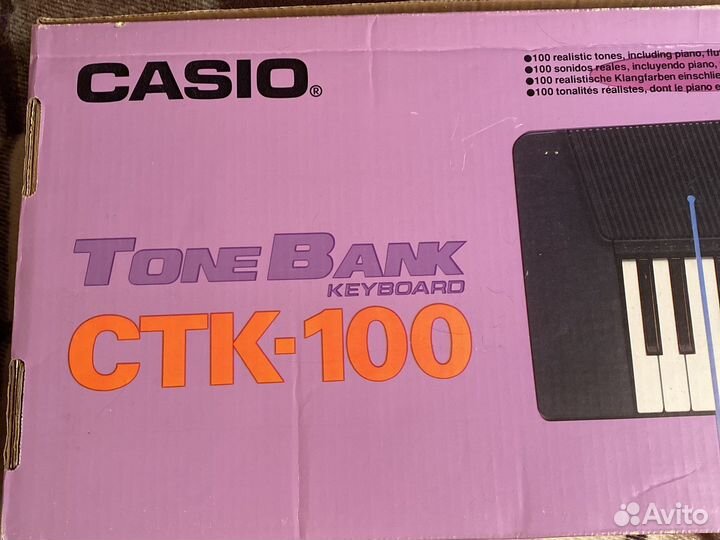 CASIO®
●100 realistic tones, including piano,
●100 sonidos reales, incluyendo piano,
●100 realistische Klangfarben
●100 tonalités réalistes, dont le piano
TONE BANK
KEYBOARD
CTK-100
Avito